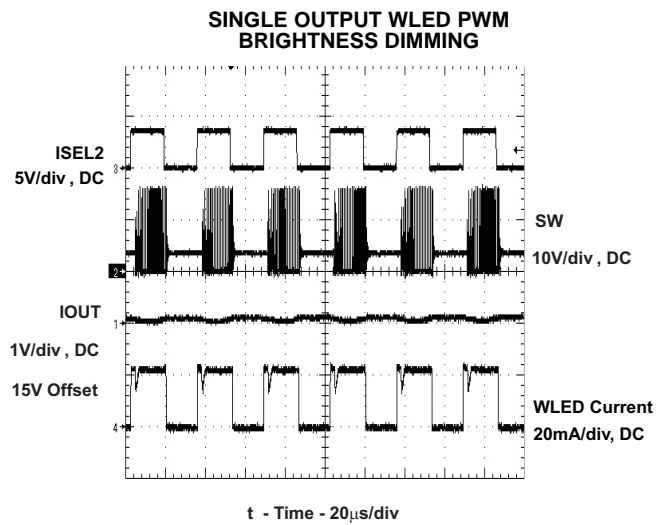 SINGLE OUTPUT WLED PWM
BRIGHTNESS DIMMING
ISEL2
5V/div , DC
3
SW
10V/div , DC
2
IOUT
1
1V/div , DC
15V Offset
4
WLED Current
20mA/div, DC
t - Time - 20μs/div